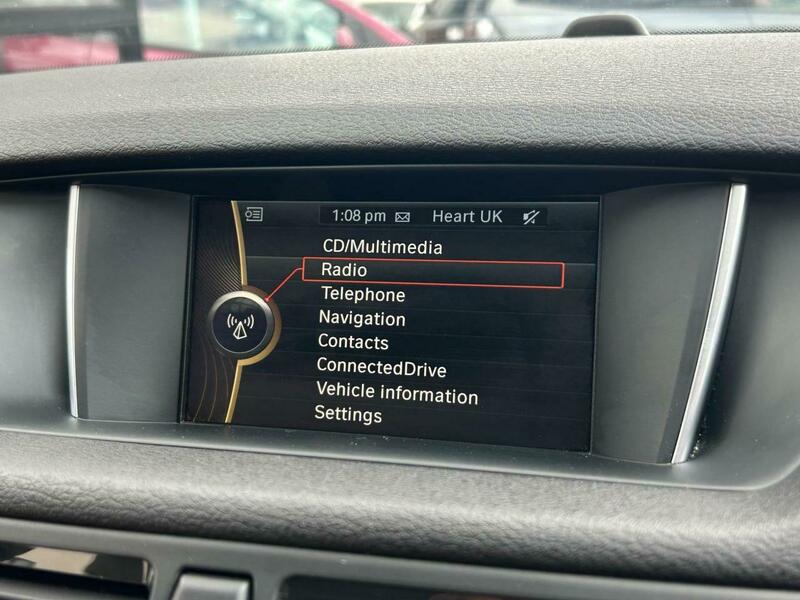 1:08 pm Heart UK
CD/Multimedia
Radio
Telephone
Navigation
Contacts
ConnectedDrive
Vehicle information
Settings